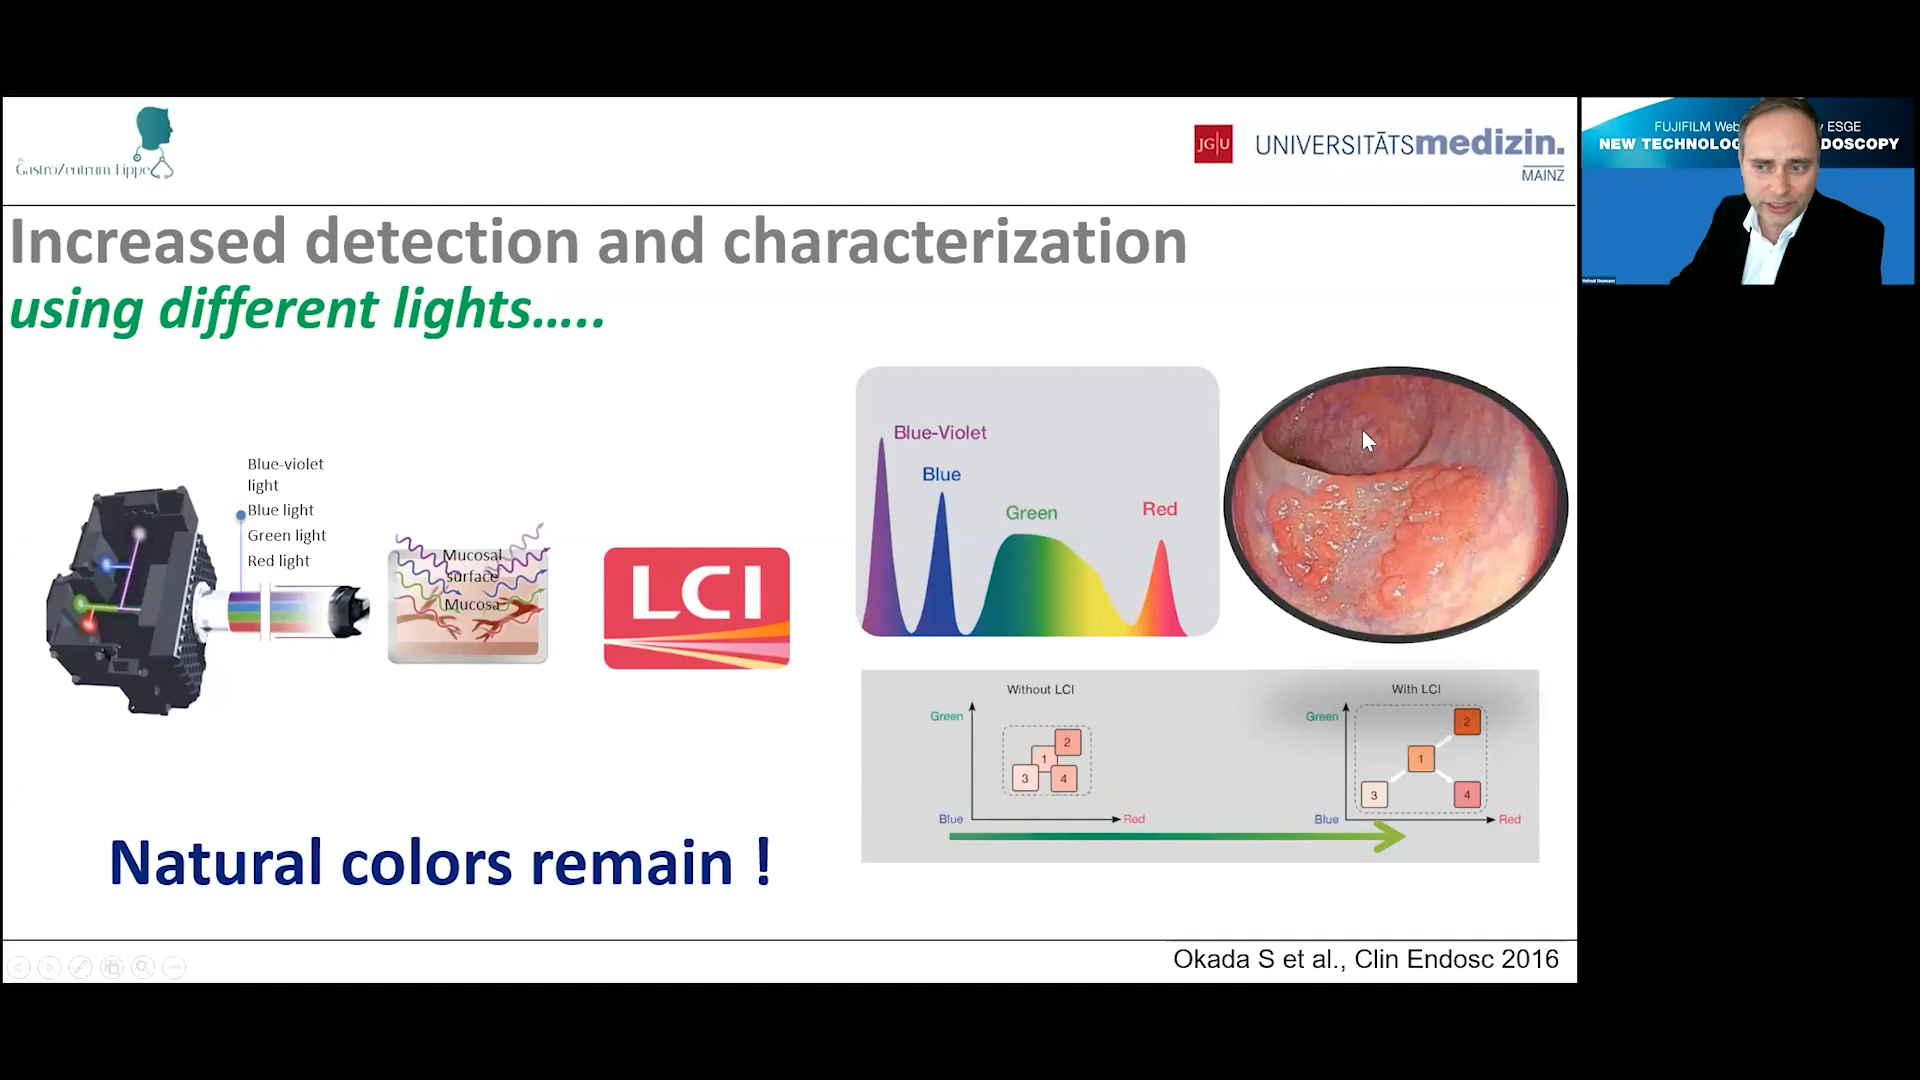 GastroZentrum Lippe
JG|U
UNIVERSITÄTSmedizin.
MAINZ
Increased detection and characterization
using different lights.....
Blue-violet
light
Blue light
Green light
Red light
Mucosal
surface
Mucosa
LCI
Blue-Violet
Blue
Green
Red
Without LCI
Green
2
1
3
4
Blue
Red
With LCI
Green
2
1
3
4
Blue
Red
Natural colors remain !
Okada S et al., Clin Endosc 2016
FUJIFILM Web
ESGE
NEW TECHNOLOG
DOSCOPY
Helmut Neumann